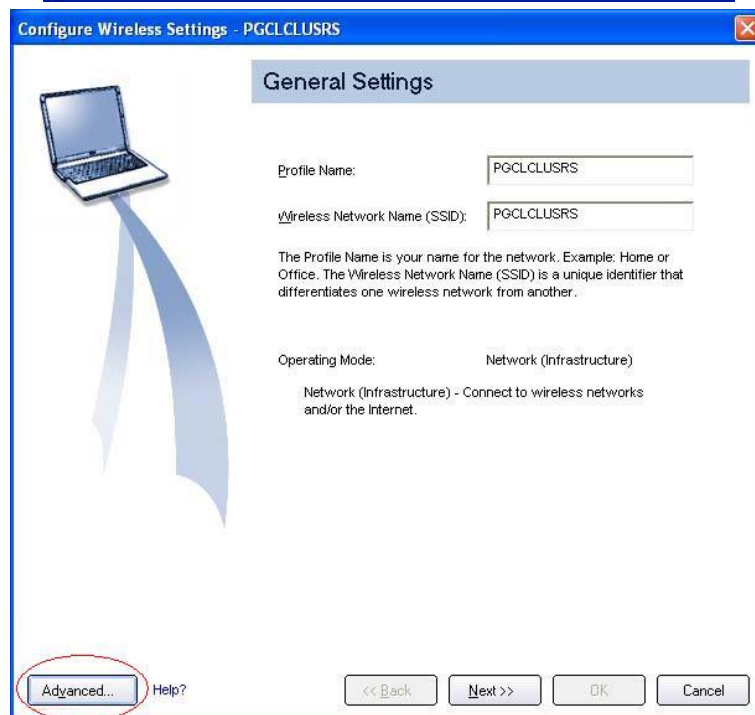 Configure Wireless Settings - PGCLCLUSRS
General Settings
Profile Name:
PGCLCLUSRS
Wireless Network Name (SSID):
PGCLCLUSRS
The Profile Name is your name for the network. Example: Home or
Office. The Wireless Network Name (SSID) is a unique identifier that
differentiates one wireless network from another.
Operating Mode:
Network (Infrastructure)
Network (Infrastructure) - Connect to wireless networks
and/or the Internet.
Advanced...
Help?
<< Back
Next >>
OK
Cancel